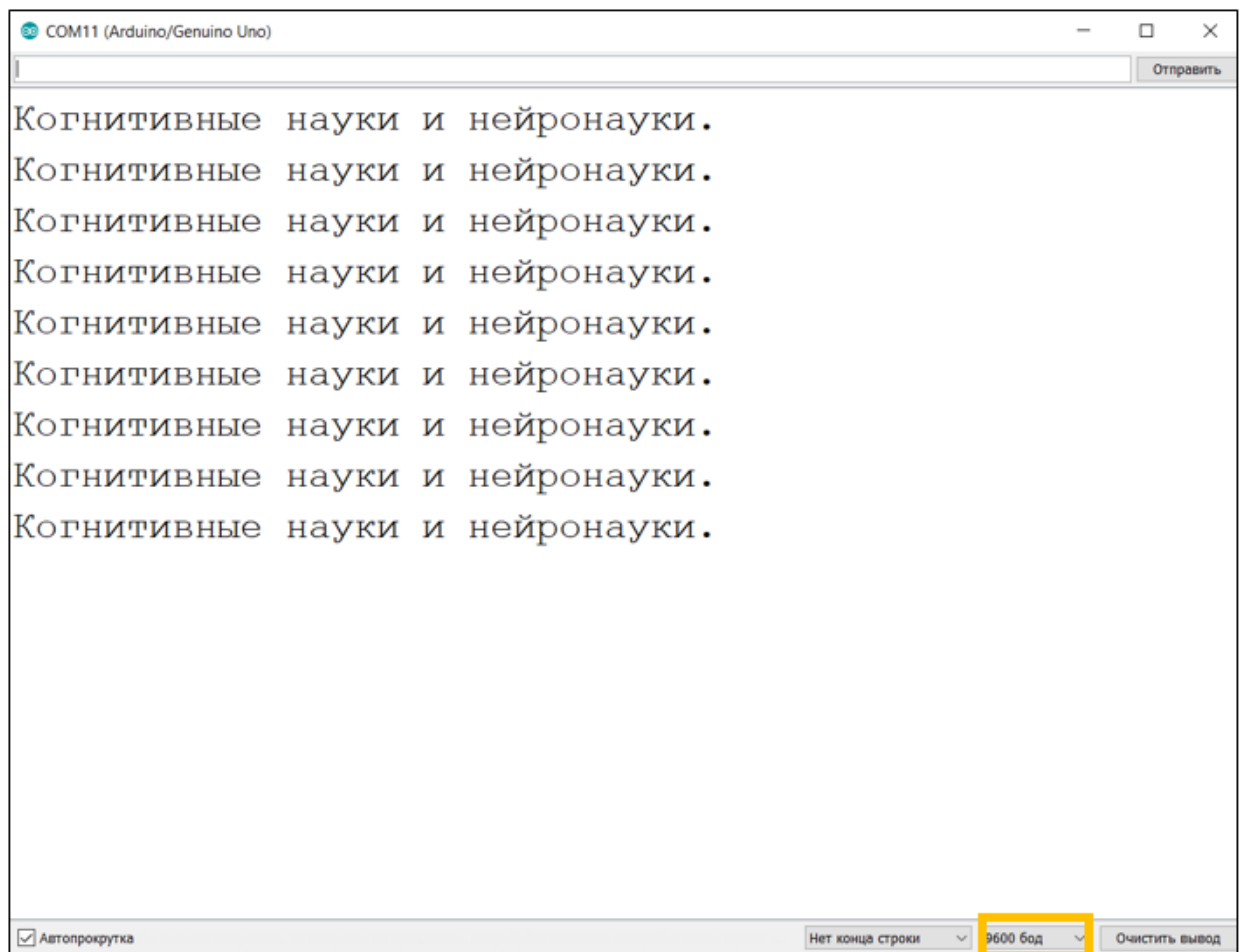 COM11 (Arduino/Genuino Uno)
Отправить
Когнитивные науки и нейронауки.
Когнитивные науки и нейронауки.
Когнитивные науки и нейронауки.
Когнитивные науки и нейронауки.
Когнитивные науки и нейронауки.
Когнитивные науки и нейронауки.
Когнитивные науки и нейронауки.
Когнитивные науки и нейронауки.
Когнитивные науки и нейронауки.
Автопрокрутка Нет конца строки 9600 бод Очистить вывод